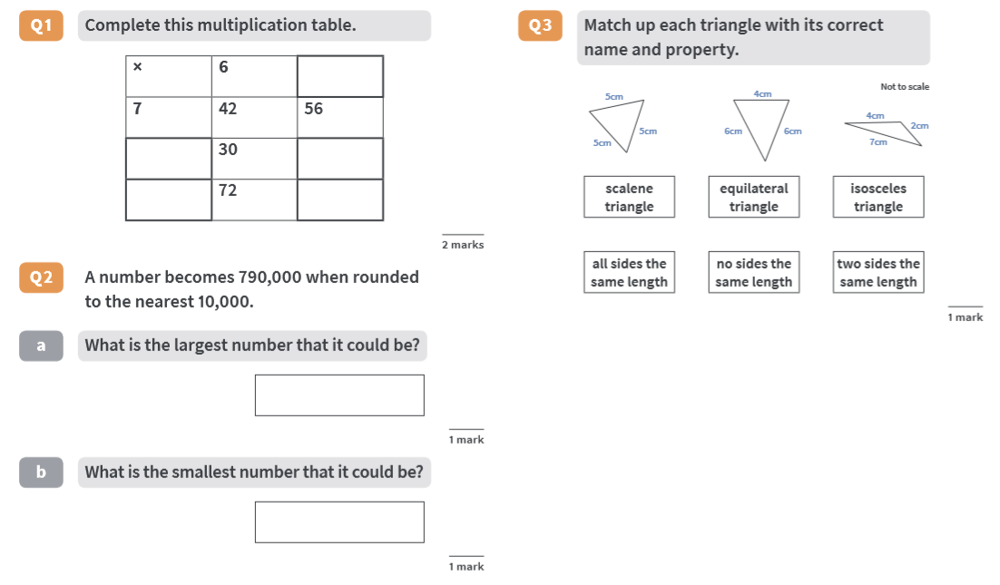 Q1 Complete this multiplication table.
× 6
7 42 56
30
72
2 marks
Q2 A number becomes 790,000 when rounded
to the nearest 10,000.
a What is the largest number that it could be?
1 mark
b What is the smallest number that it could be?
1 mark
Q3 Match up each triangle with its correct
name and property.
Not to scale
5cm
5cm
5cm
4cm
6cm 6cm
4cm
2cm
7cm
scalene
triangle
equilateral
triangle
isosceles
triangle
all sides the
same length
no sides the
same length
two sides the
same length
1 mark